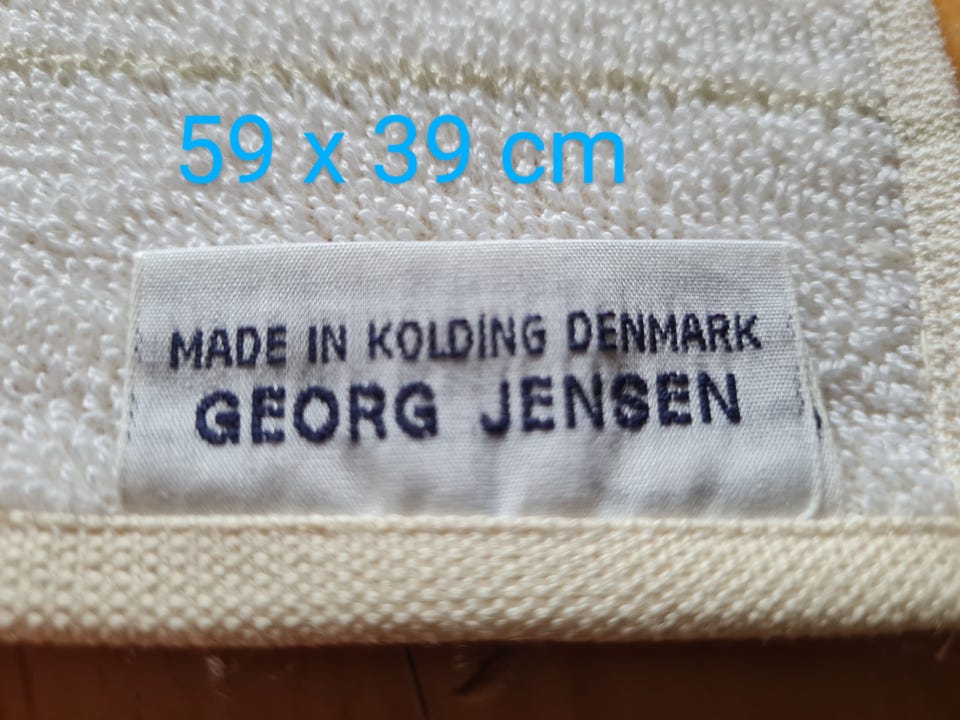 59 x 39 cm
MADE IN KOLDING DENMARK
GEORG JENSEN